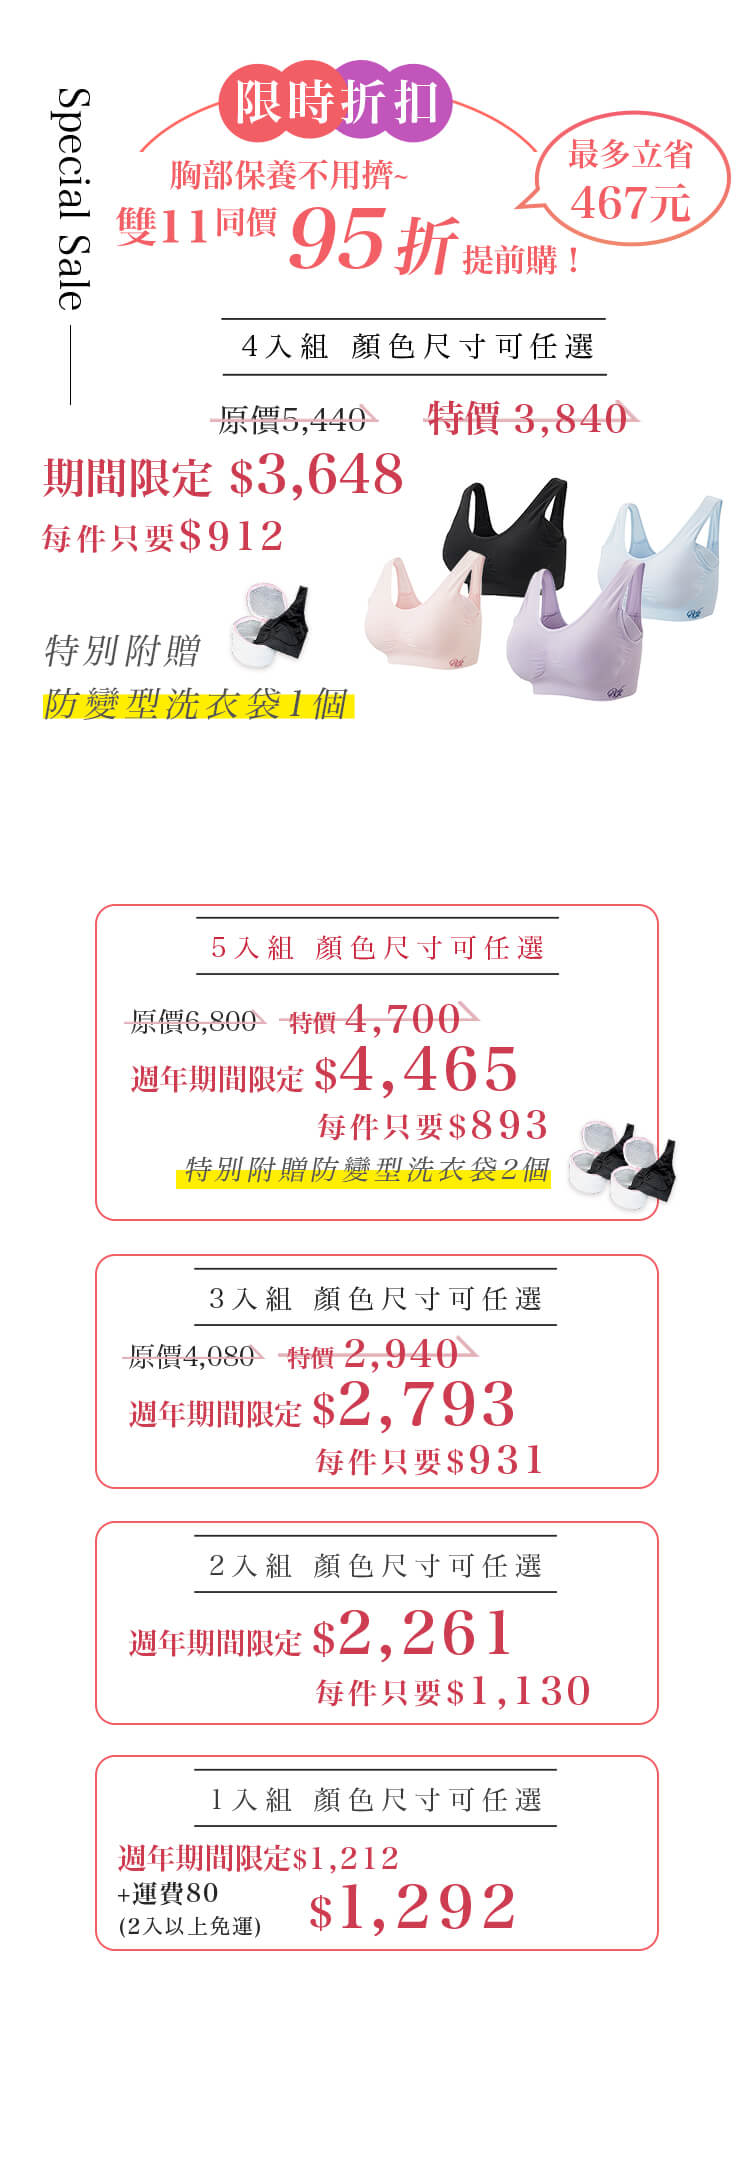 Special Sale
限時折扣
胸部保養不用擠~
雙11同價95折提前購！
最多立省
467元
4入組 顏色尺寸可任選
原價5,440 特價 3,840
期間限定 $3,648
每件只要$912
特別附贈
防變型洗衣袋1個
5入組 顏色尺寸可任選
原價6,800 特價 4,700
週年期間限定 $4,465
每件只要$893
特別附贈防變型洗衣袋2個
3入組 顏色尺寸可任選
原價4,080 特價 2,940
週年期間限定 $2,793
每件只要$931
2入組 顏色尺寸可任選
週年期間限定 $2,261
每件只要$1,130
1入組 顏色尺寸可任選
週年期間限定$1,212
+運費80
(2入以上免運)
$1,292